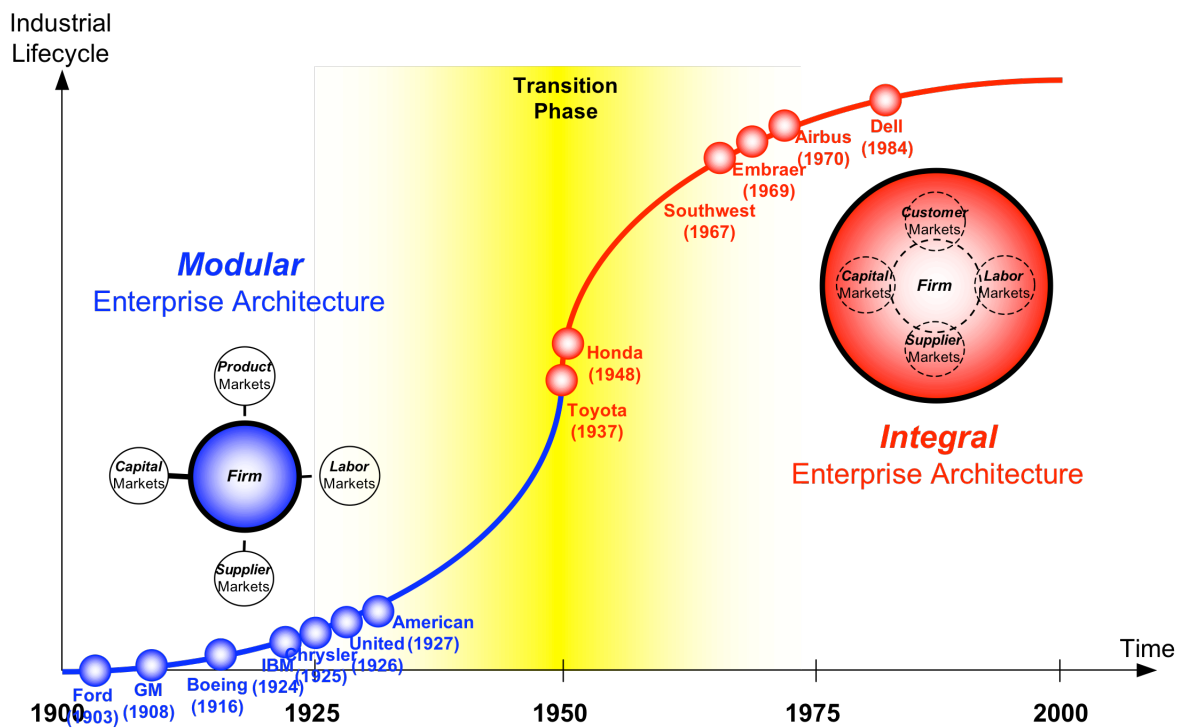 Industrial
Lifecycle
Transition
Phase
Airbus
(1970)
Dell
(1984)
Embraer
(1969)
Southwest
(1967)
Customer
Markets
Capital
Markets
Firm
Labor
Markets
Supplier
Markets
Modular
Enterprise Architecture
Honda
(1948)
Toyota
(1937)
Product
Markets
Capital
Markets
Firm
Labor
Markets
Supplier
Markets
Integral
Enterprise Architecture
American
(1927)
United
(1926)
Chrysler
(1925)
IBM
(1924)
Boeing
(1916)
GM
(1908)
Ford
(1903)
Time
1900
1925
1950
1975
2000